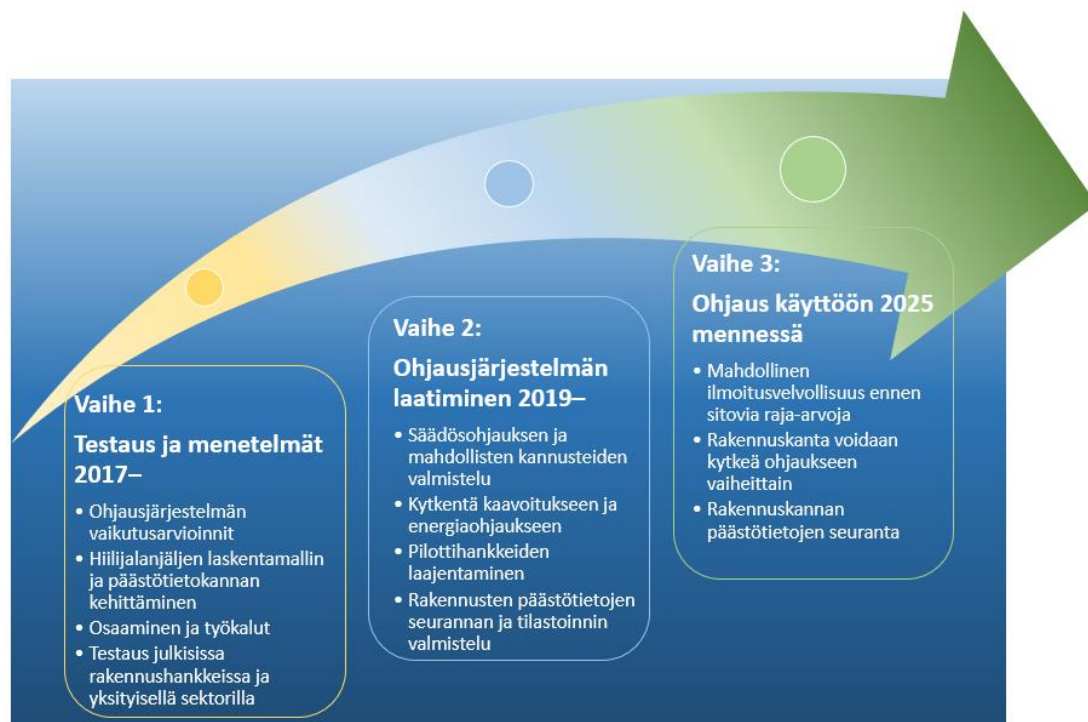 Vaihe 1:
Testaus ja menetelmät
2017–
• Ohjausjärjestelmän
vaikutusarvioinnit
• Hiilijalanjäljen laskentamallin
ja päästötietokannan
kehittäminen
• Osaaminen ja työkalut
• Testaus julkisissa
rakennushankkeissa ja
yksityisellä sektorilla
Vaihe 2:
Ohjausjärjestelmän
laatiminen 2019–
• Säädösohjauksen ja
mahdollisten kannusteiden
valmistelu
• Kytkentä kaavoitukseen ja
energiaohjaukseen
• Pilottihankkeiden
laajentaminen
• Rakennusten päästötietojen
seurannan ja tilastoinnin
valmistelu
Vaihe 3:
Ohjaus käyttöön 2025
mennessä
• Mahdollinen
ilmoitusvelvollisuus ennen
sitovia raja-arvoja
• Rakennuskanta voidaan
kytkeä ohjaukseen
vaiheittain
• Rakennuskannan
päästötietojen seuranta